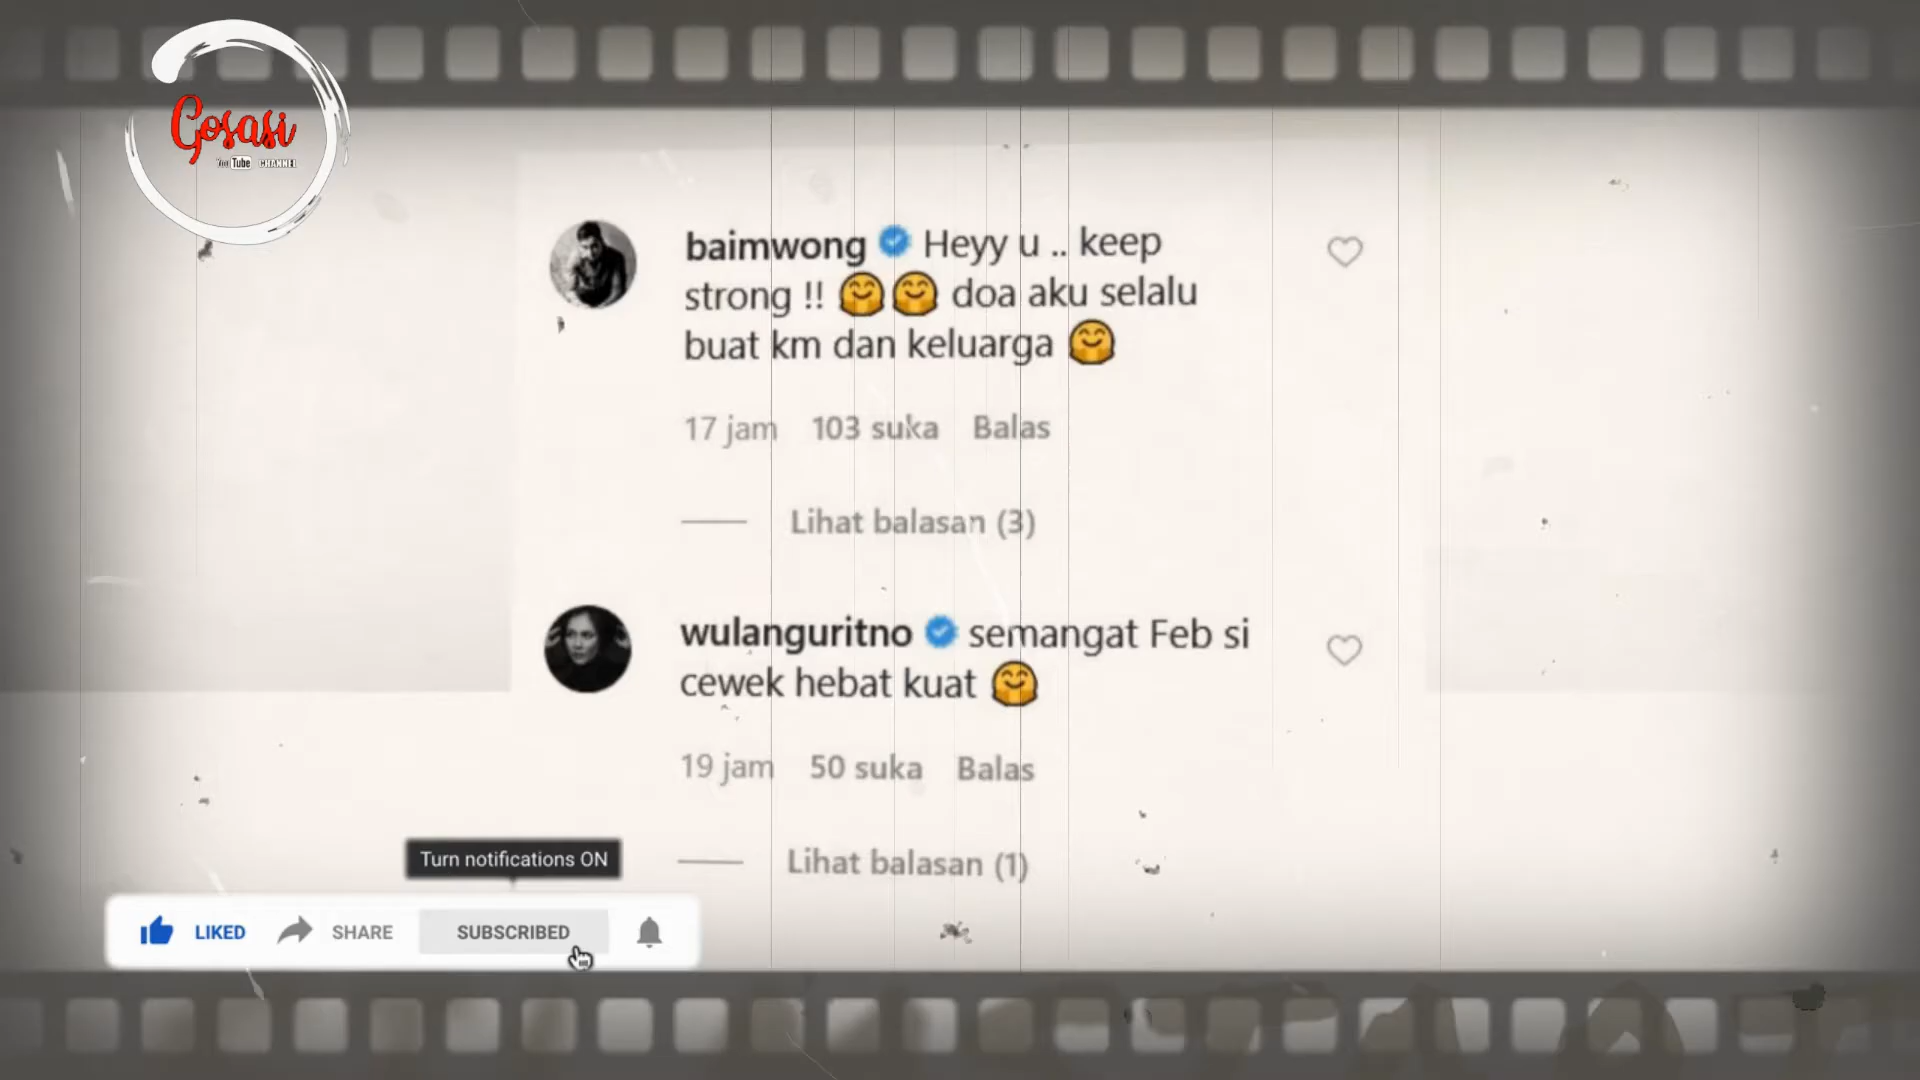 Gosasi
YouTube CHANNEL
baimwong Heyy u .. keep
strong !! 🤗🤗 doa aku selalu
buat km dan keluarga 🤗
17 jam 103 suka Balas
Lihat balasan (3)
wulanguritno semangat Feb si
cewek hebat kuat 🤗
19 jam 50 suka Balas
Lihat balasan (1)
Turn notifications ON
LIKED SHARE SUBSCRIBED